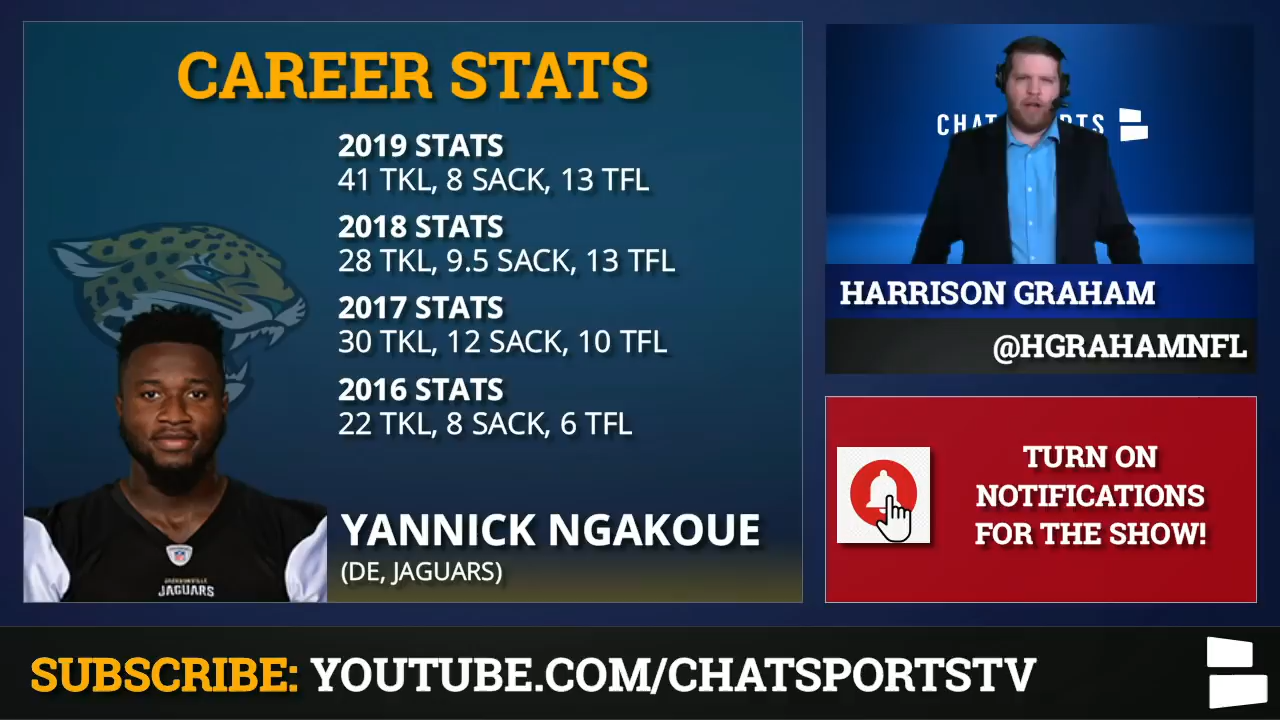 CAREER STATS
2019 STATS
41 TKL, 8 SACK, 13 TFL
2018 STATS
28 TKL, 9.5 SACK, 13 TFL
2017 STATS
30 TKL, 12 SACK, 10 TFL
2016 STATS
22 TKL, 8 SACK, 6 TFL
YANNICK NGAKOUE
(DE, JAGUARS)
JACKSONVILLE
JAGUARS
HARRISON GRAHAM
@HGRAHAMNFL
TURN ON
NOTIFICATIONS
FOR THE SHOW!
SUBSCRIBE: YOUTUBE.COM/CHATSPORTSTV